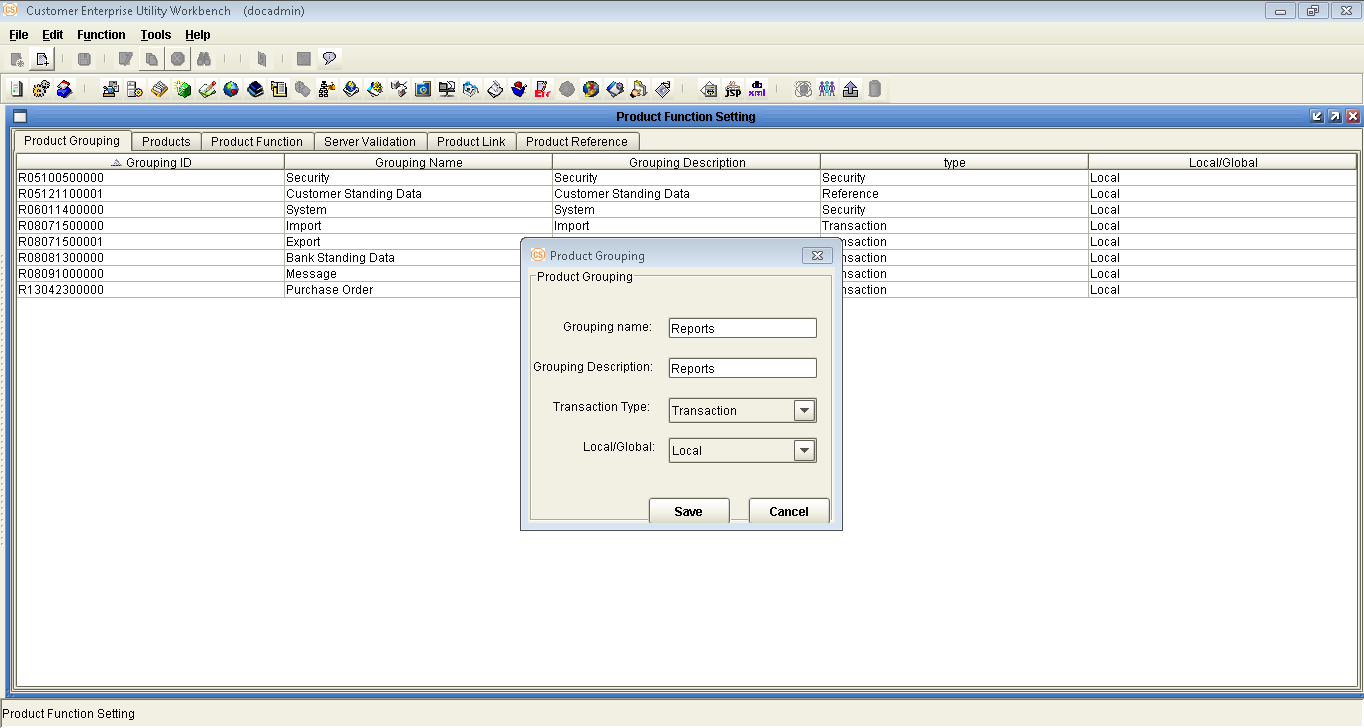 Customer Enterprise Utility Workbench (docadmin)
File Edit Function Tools Help
jsp xml
Product Function Setting
Product Grouping Products Product Function Server Validation Product Link Product Reference
Grouping ID Grouping Name Grouping Description type Local/Global
R05100500000 Security Security Security Local
R05121100001 Customer Standing Data Customer Standing Data Reference Local
R06011400000 System System Security Local
R08071500000 Import Import Transaction Local
R08071500001 Export nsaction Local
R08081300000 Bank Standing Data nsaction Local
R08091000000 Message nsaction Local
R13042300000 Purchase Order nsaction Local
CS Product Grouping
Product Grouping
Grouping name: Reports
Grouping Description: Reports
Transaction Type: Transaction
Local/Global: Local
Save Cancel
Product Function Setting